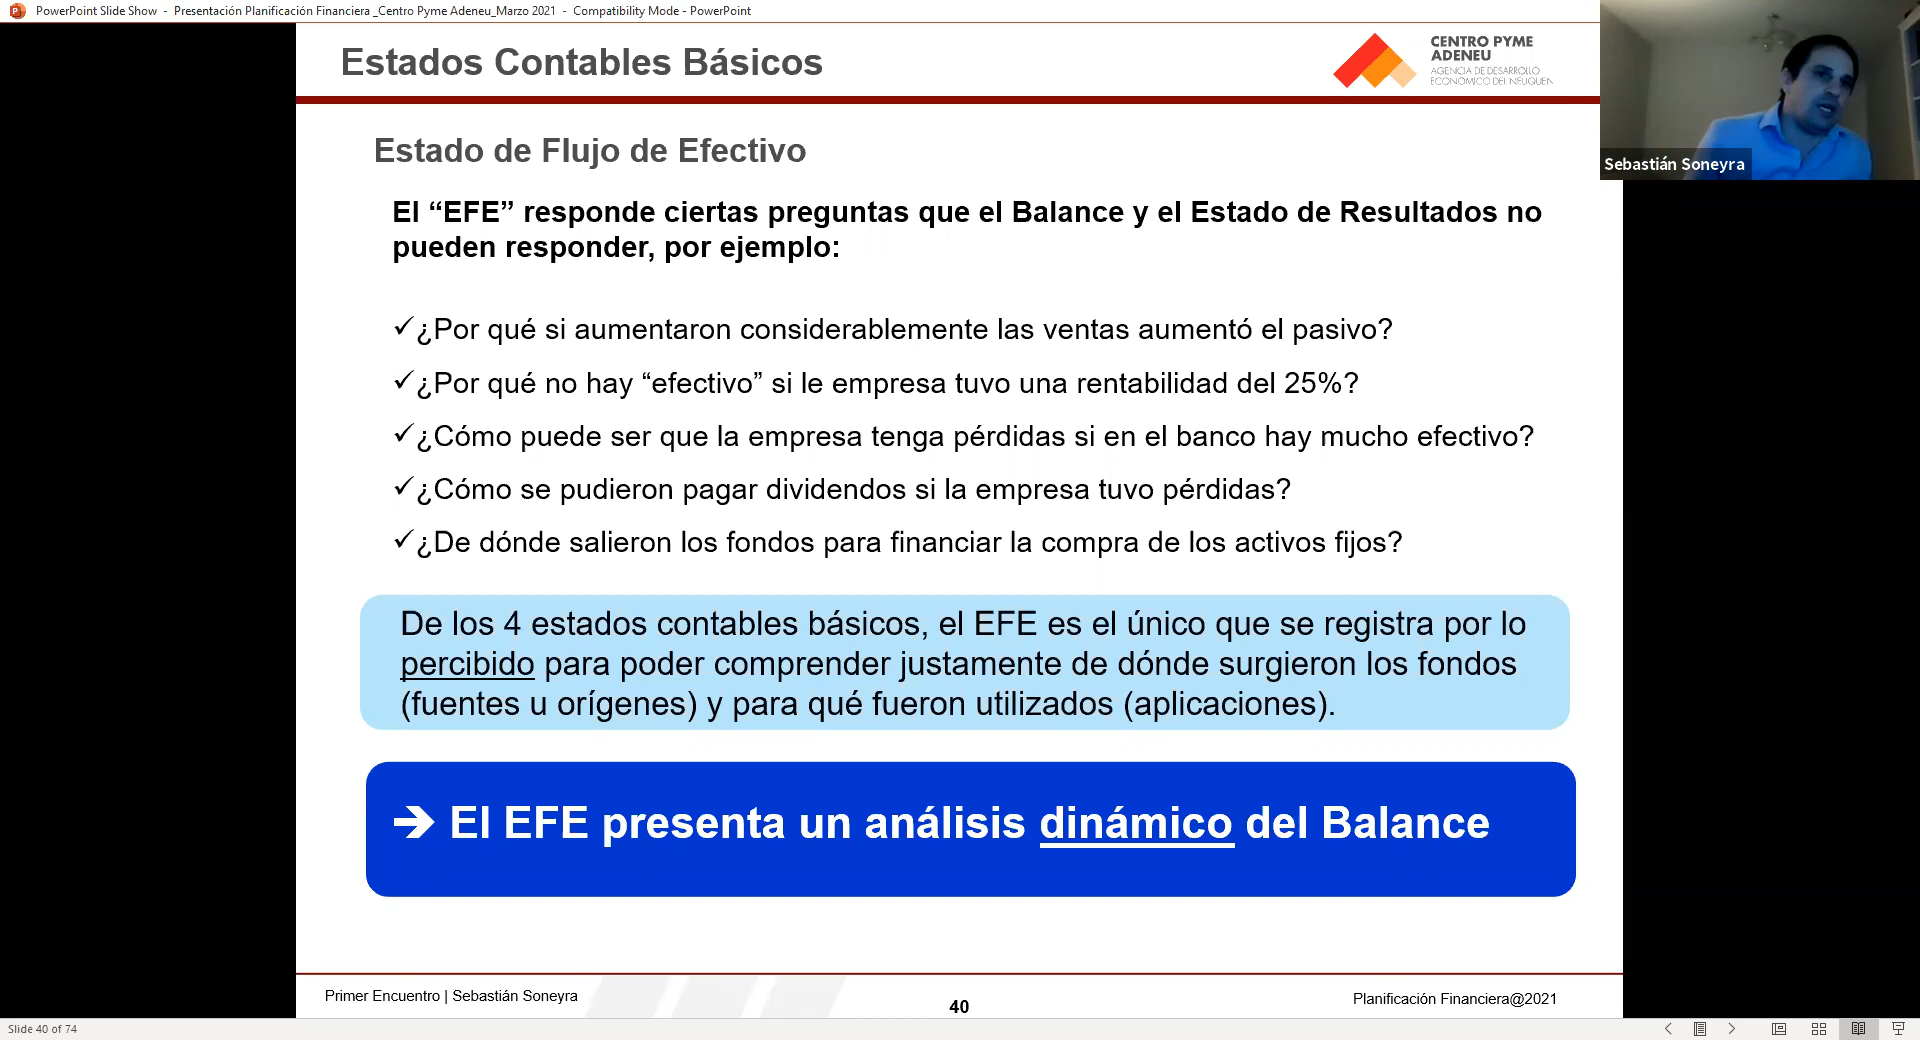 PowerPoint Slide Show - Presentación Planificación Financiera _Centro Pyme Adeneu_Marzo 2021 - Compatibility Mode - PowerPoint
Estados Contables Básicos
CENTRO PYME
ADENEU
AGENCIA DE DESARROLLO
ECONOMICO DEL NEUQUEN
Sebastián Soneyra
Estado de Flujo de Efectivo
El “EFE” responde ciertas preguntas que el Balance y el Estado de Resultados no
pueden responder, por ejemplo:
✓¿Por qué si aumentaron considerablemente las ventas aumentó el pasivo?
✓¿Por qué no hay “efectivo” si le empresa tuvo una rentabilidad del 25%?
✓¿Cómo puede ser que la empresa tenga pérdidas si en el banco hay mucho efectivo?
✓¿Cómo se pudieron pagar dividendos si la empresa tuvo pérdidas?
✓¿De dónde salieron los fondos para financiar la compra de los activos fijos?
De los 4 estados contables básicos, el EFE es el único que se registra por lo
percibido para poder comprender justamente de dónde surgieron los fondos
(fuentes u orígenes) y para qué fueron utilizados (aplicaciones).
➔ El EFE presenta un análisis dinámico del Balance
Primer Encuentro | Sebastián Soneyra
40
Planificación Financiera@2021
Slide 40 of 74